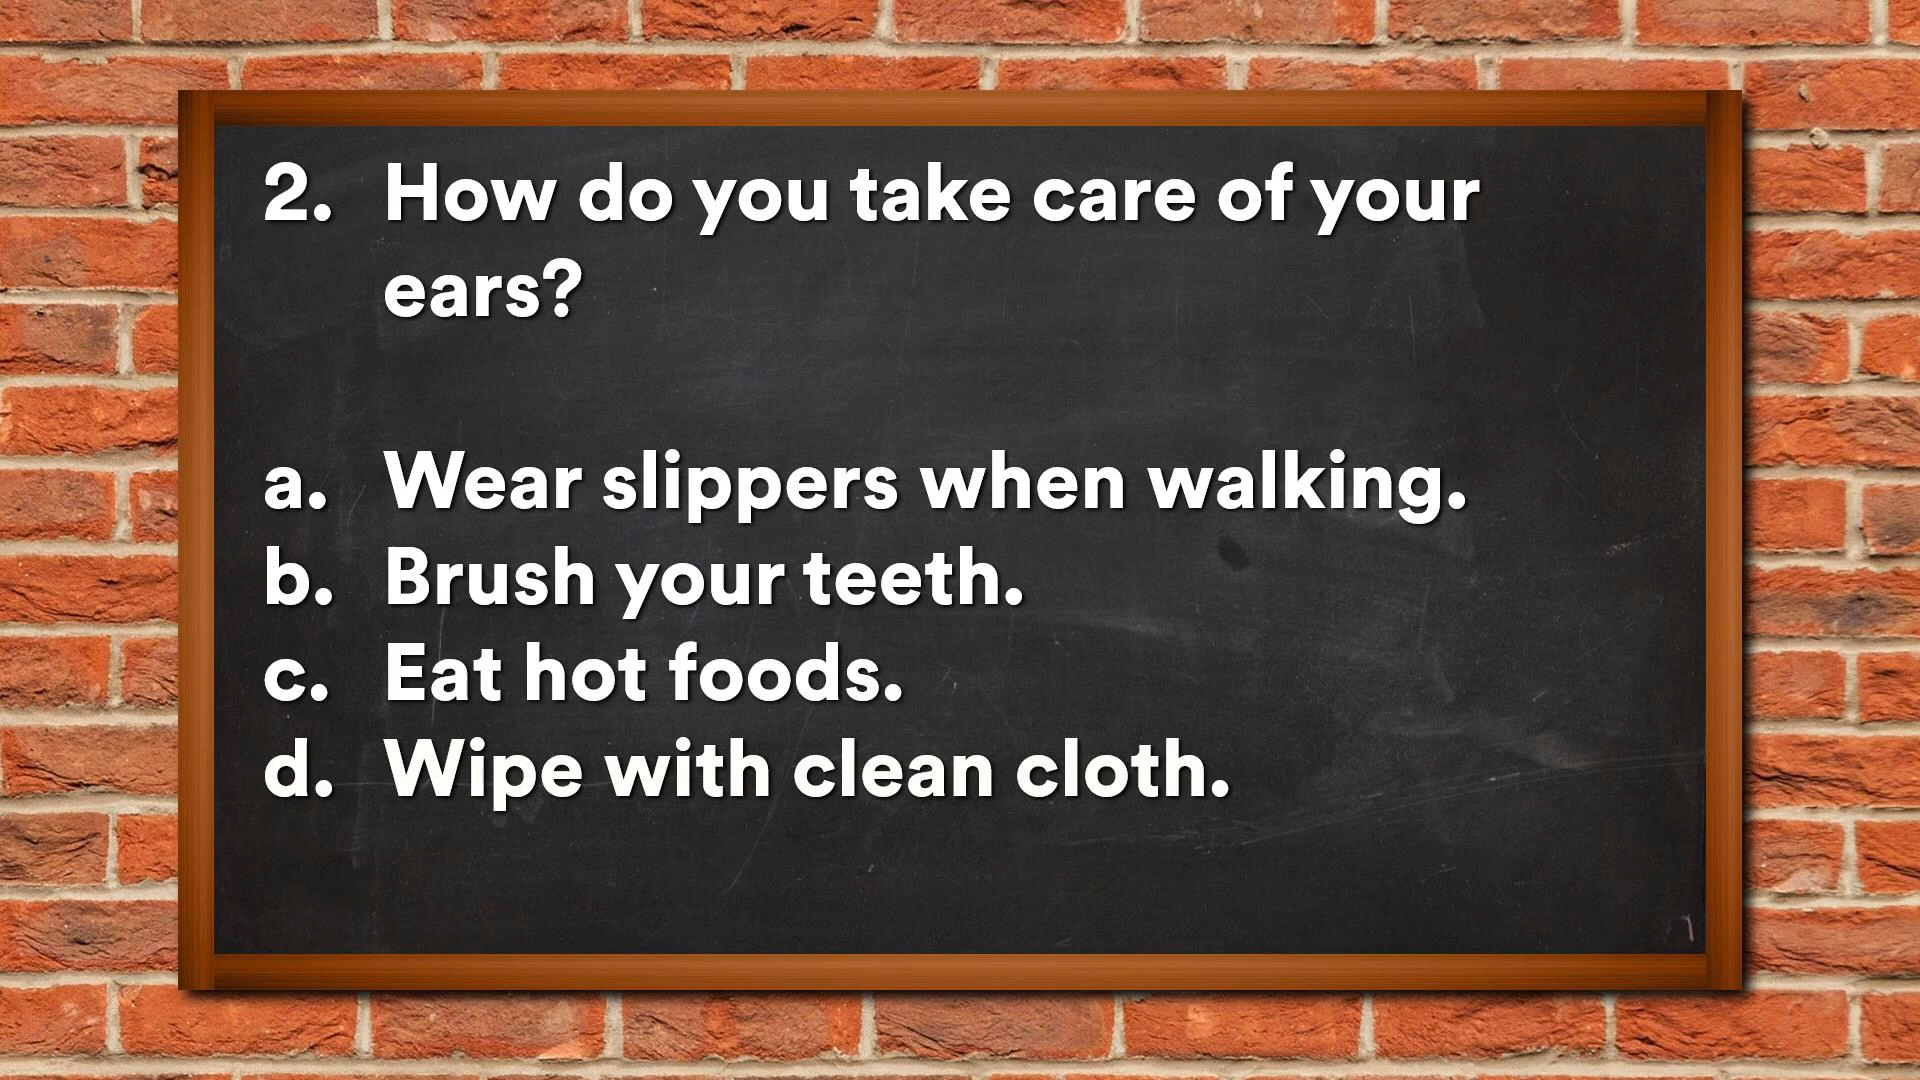 2. How do you take care of your
ears?
a. Wear slippers when walking.
b. Brush your teeth.
c. Eat hot foods.
d. Wipe with clean cloth.